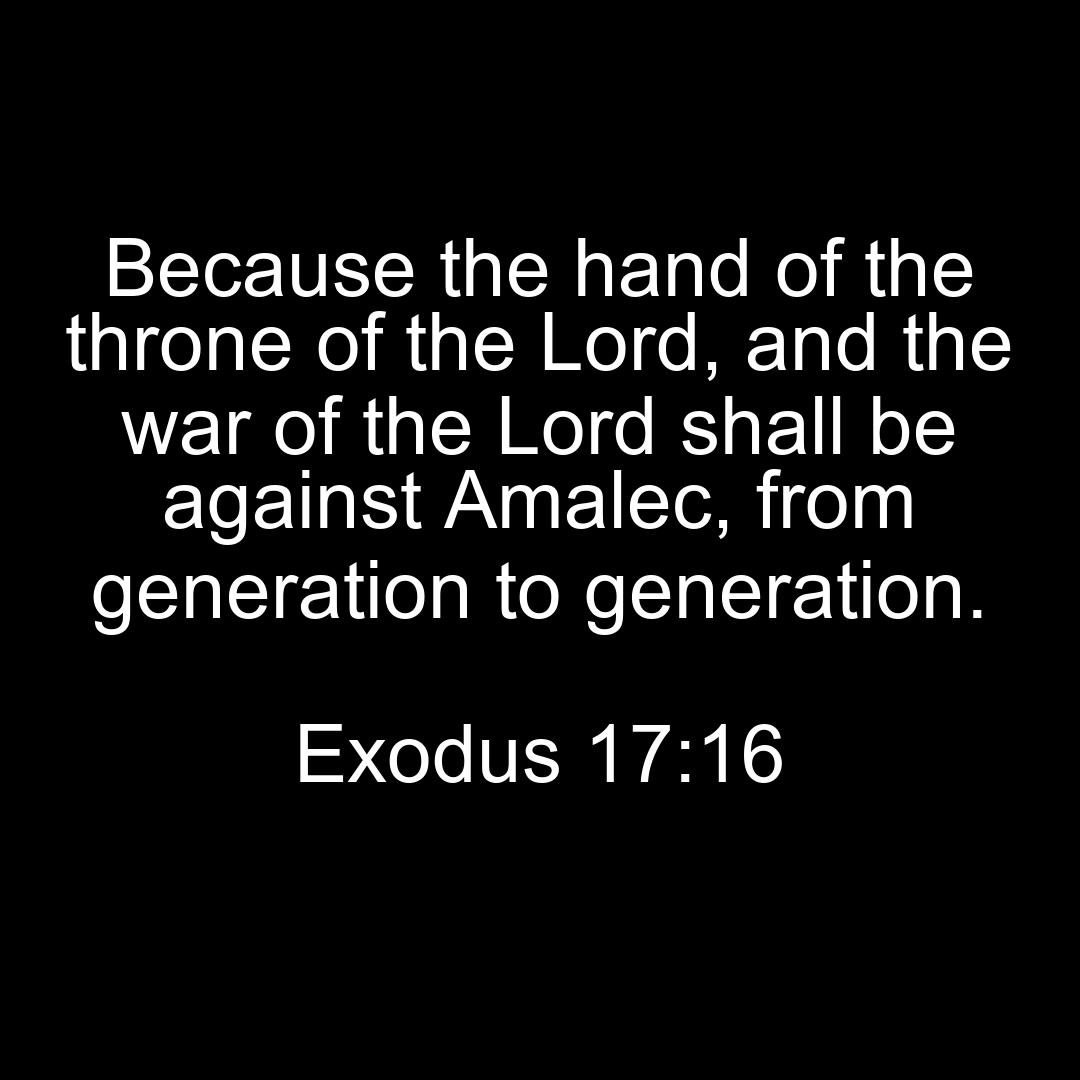 Because the hand of the
throne of the Lord, and the
war of the Lord shall be
against Amalec, from
generation to generation.
Exodus 17:16